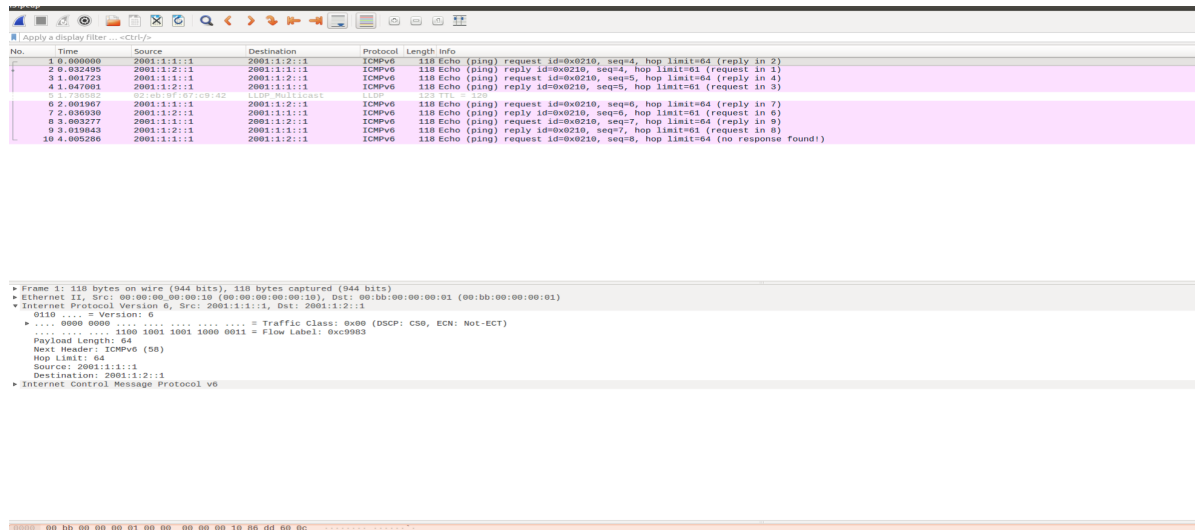 Apply a display filter ... <Ctrl-/>
No. Time Source Destination Protocol Length Info
1 0.000000 2001:1:1::1 2001:1:2::1 ICMPv6 118 Echo (ping) request id=0x0210, seq=4, hop limit=64 (reply in 2)
2 0.032495 2001:1:2::1 2001:1:1::1 ICMPv6 118 Echo (ping) reply id=0x0210, seq=4, hop limit=61 (request in 1)
3 1.001723 2001:1:1::1 2001:1:2::1 ICMPv6 118 Echo (ping) request id=0x0210, seq=5, hop limit=64 (reply in 4)
4 1.047001 2001:1:2::1 2001:1:1::1 ICMPv6 118 Echo (ping) reply id=0x0210, seq=5, hop limit=61 (request in 3)
5 1.736582 02:eb:9f:67:c9:42 LLDP_Multicast LLDP 123 TTL = 120
6 2.001967 2001:1:1::1 2001:1:2::1 ICMPv6 118 Echo (ping) request id=0x0210, seq=6, hop limit=64 (reply in 7)
7 2.036930 2001:1:2::1 2001:1:1::1 ICMPv6 118 Echo (ping) reply id=0x0210, seq=6, hop limit=61 (request in 6)
8 3.003277 2001:1:1::1 2001:1:2::1 ICMPv6 118 Echo (ping) request id=0x0210, seq=7, hop limit=64 (reply in 9)
9 3.019843 2001:1:2::1 2001:1:1::1 ICMPv6 118 Echo (ping) reply id=0x0210, seq=7, hop limit=61 (request in 8)
10 4.005286 2001:1:1::1 2001:1:2::1 ICMPv6 118 Echo (ping) request id=0x0210, seq=8, hop limit=64 (no response found!)
Frame 1: 118 bytes on wire (944 bits), 118 bytes captured (944 bits)
Ethernet II, Src: 00:00:00_00:00:10 (00:00:00:00:00:10), Dst: 00:bb:00:00:00:01 (00:bb:00:00:00:01)
Internet Protocol Version 6, Src: 2001:1:1::1, Dst: 2001:1:2::1
0110 .... = Version: 6
.... 0000 0000 .... .... .... .... .... = Traffic Class: 0x00 (DSCP: CS0, ECN: Not-ECT)
.... .... .... 1100 1001 1001 1000 0011 = Flow Label: 0xc9983
Payload Length: 64
Next Header: ICMPv6 (58)
Hop Limit: 64
Source: 2001:1:1::1
Destination: 2001:1:2::1
Internet Control Message Protocol v6
0000 00 bb 00 00 00 01 00 00 00 00 00 10 86 dd 60 0c